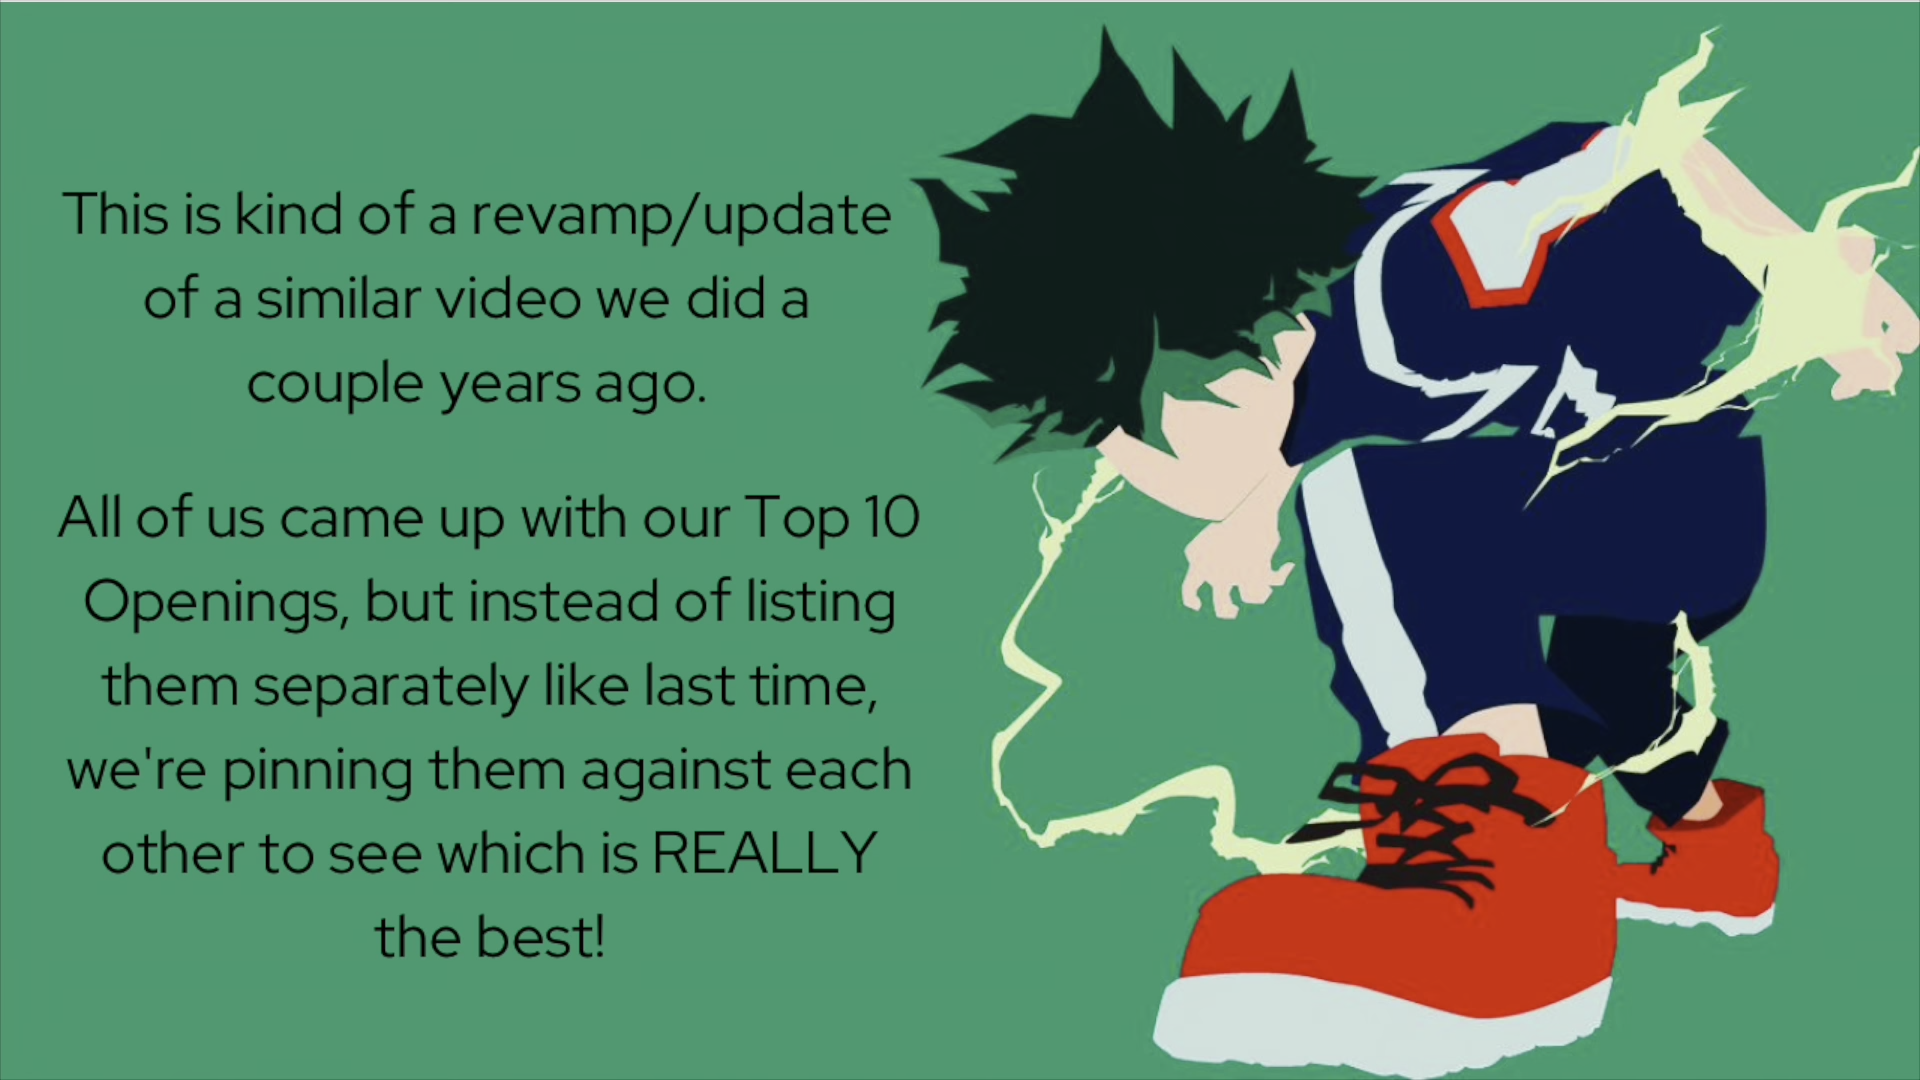 This is kind of a revamp/update
of a similar video we did a
couple years ago.
All of us came up with our Top 10
Openings, but instead of listing
them separately like last time,
we're pinning them against each
other to see which is REALLY
the best!